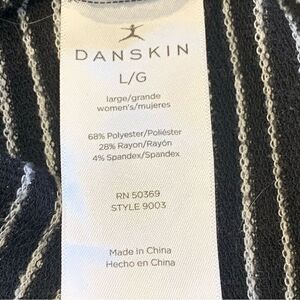 DANSKIN
L/G
large/grande
women's/mujeres
68% Polyester/Poliéster
28% Rayon/Rayón
4% Spandex/Spandex
RN 50369
STYLE 9003
Made in China
Hecho en China